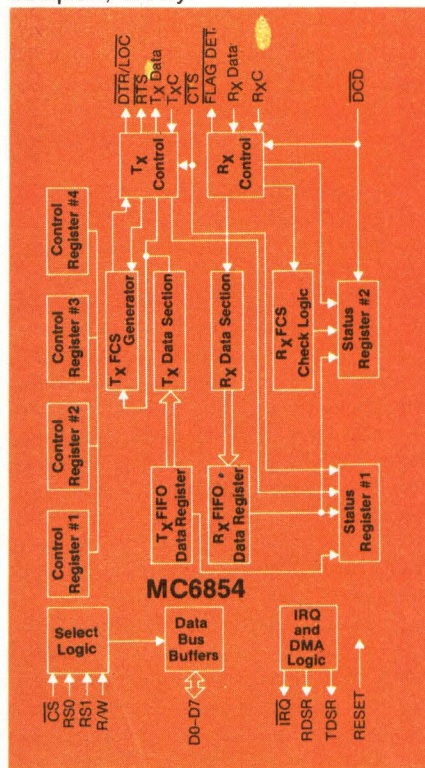 DTR/LOC
RTS
TX Data
TXC
CTS
FLAG DET.
RX Data
RXC
DCD
TX
Control
RX
Control
Control
Register #4
Control
Register #3
Control
Register #2
Control
Register #1
TX FCS
Generator
TX Data Section
RX Data Section
RX FCS
Check Logic
Status
Register #2
TX FIFO
Data Register
RX FIFO
Data Register
Status
Register #1
MC6854
Select
Logic
Data
Bus
Buffers
IRQ
and
DMA
Logic
CS
RS0
RS1
R/W
D0-D7
IRQ
RDSR
TDSR
RESET